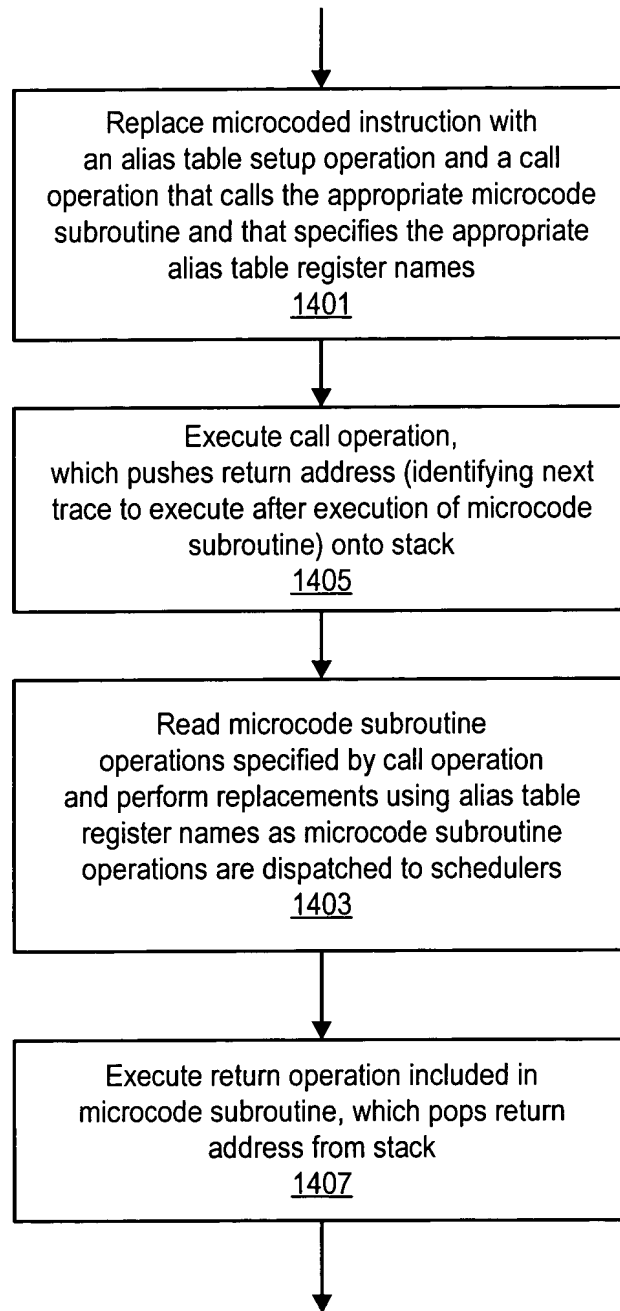 Replace microcoded instruction with
an alias table setup operation and a call
operation that calls the appropriate microcode
subroutine and that specifies the appropriate
alias table register names
1401
Execute call operation,
which pushes return address (identifying next
trace to execute after execution of microcode
subroutine) onto stack
1405
Read microcode subroutine
operations specified by call operation
and perform replacements using alias table
register names as microcode subroutine
operations are dispatched to schedulers
1403
Execute return operation included in
microcode subroutine, which pops return
address from stack
1407